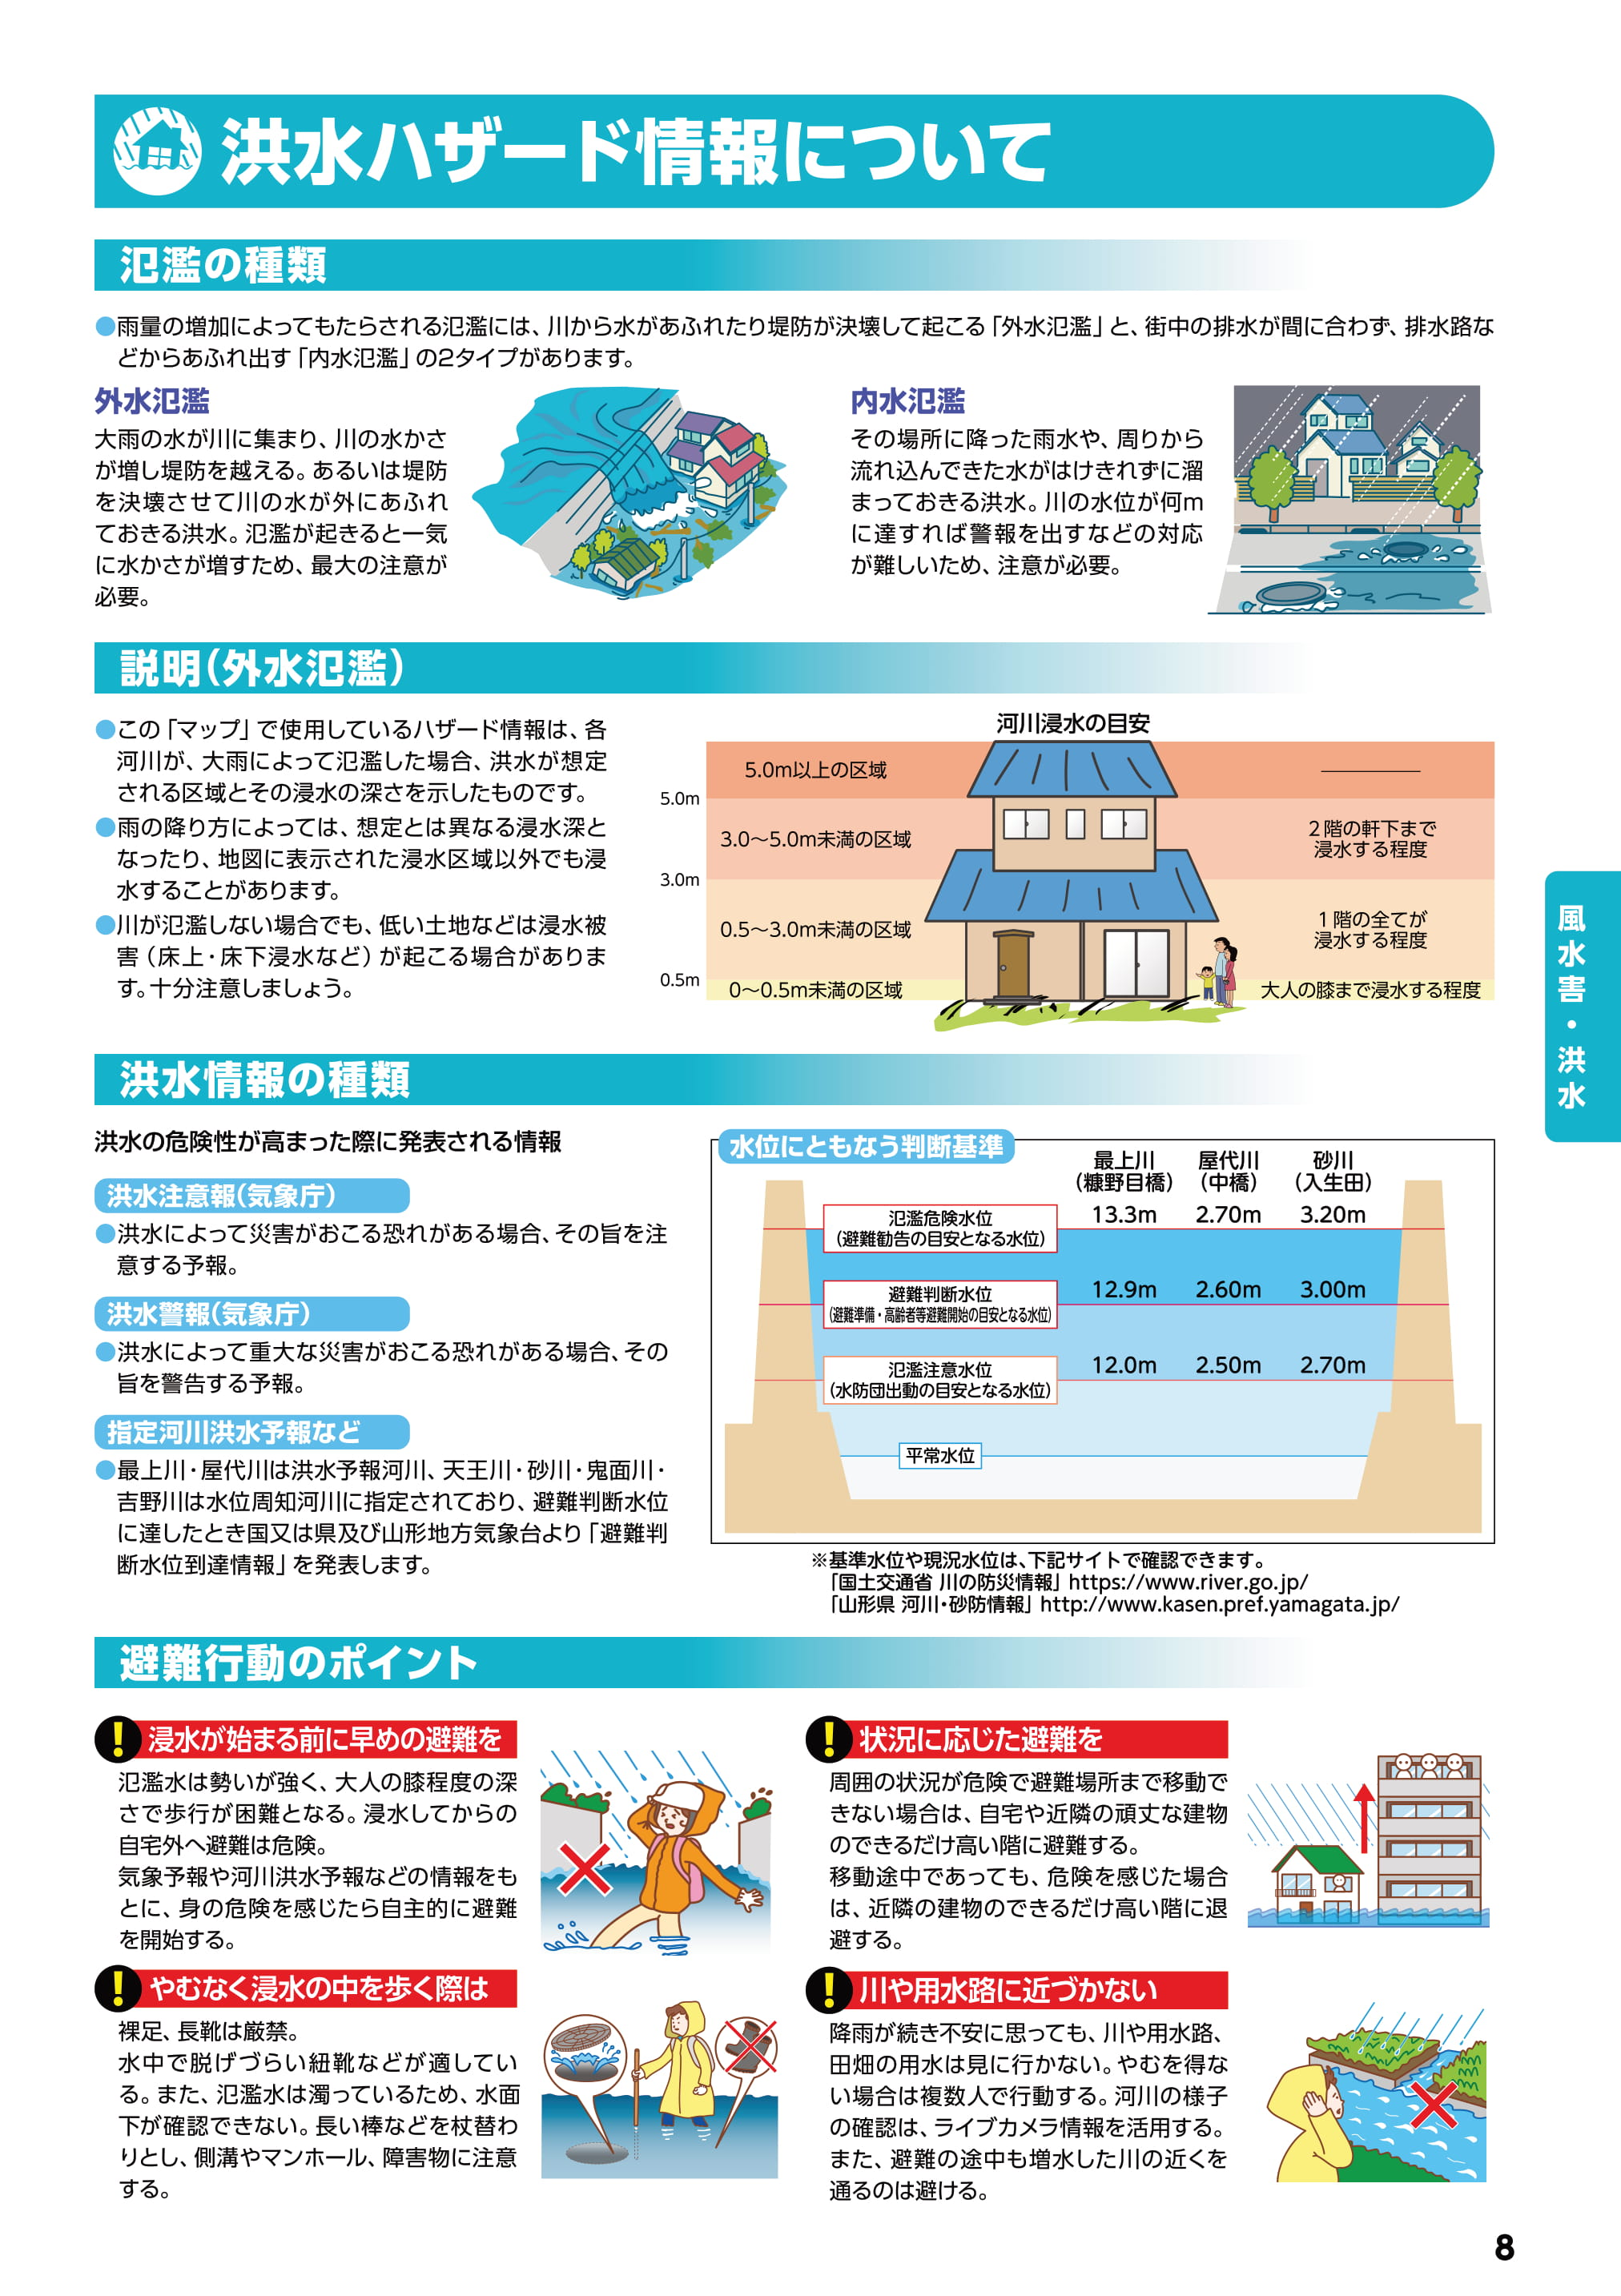 洪水ハザード情報について
氾濫の種類
●雨量の増加によってもたらされる氾濫には、川から水があふれたり堤防が決壊して起こる「外水氾濫」と、街中の排水が間に合わず、排水路な
どからあふれ出す「内水氾濫」の2タイプがあります。
外水氾濫
大雨の水が川に集まり、川の水かさ
が増し堤防を越える。あるいは堤防
を決壊させて川の水が外にあふれ
ておきる洪水。氾濫が起きると一気
に水かさが増すため、最大の注意が
必要。
内水氾濫
その場所に降った雨水や、周りから
流れ込んできた水がはけきれずに溜
まっておきる洪水。川の水位が何m
に達すれば警報を出すなどの対応
が難しいため、注意が必要。
説明(外水氾濫)
●この「マップ」で使用しているハザード情報は、各
河川が、大雨によって氾濫した場合、洪水が想定
される区域とその浸水の深さを示したものです。
●雨の降り方によっては、想定とは異なる浸水深と
なったり、地図に表示された浸水区域以外でも浸
水することがあります。
●川が氾濫しない場合でも、低い土地などは浸水被
害(床上・床下浸水など)が起こる場合がありま
す。十分注意しましょう。
河川浸水の目安
5.0m以上の区域
5.0m
3.0〜5.0m未満の区域
2階の軒下まで
浸水する程度
3.0m
0.5〜3.0m未満の区域
1階の全てが
浸水する程度
0.5m
0〜0.5m未満の区域
大人の膝まで浸水する程度
風水害・洪水
洪水情報の種類
洪水の危険性が高まった際に発表される情報
洪水注意報(気象庁)
●洪水によって災害がおこる恐れがある場合、その旨を注
意する予報。
洪水警報(気象庁)
●洪水によって重大な災害がおこる恐れがある場合、その
旨を警告する予報。
指定河川洪水予報など
●最上川・屋代川は洪水予報河川、天王川・砂川・鬼面川・
吉野川は水位周知河川に指定されており、避難判断水位
に達したとき国又は県及び山形地方気象台より「避難判
断水位到達情報」を発表します。
水位にともなう判断基準
最上川 屋代川 砂川
(糠野目橋) (中橋) (入生田)
氾濫危険水位 13.3m 2.70m 3.20m
(避難勧告の目安となる水位)
避難判断水位 12.9m 2.60m 3.00m
(避難準備・高齢者等避難開始の目安となる水位)
氾濫注意水位 12.0m 2.50m 2.70m
(水防団出動の目安となる水位)
平常水位
※基準水位や現況水位は、下記サイトで確認できます。
「国土交通省 川の防災情報」https://www.river.go.jp/
「山形県 河川・砂防情報」http://www.kasen.pref.yamagata.jp/
避難行動のポイント
! 浸水が始まる前に早めの避難を
氾濫水は勢いが強く、大人の膝程度の深
さで歩行が困難となる。浸水してからの
自宅外へ避難は危険。
気象予報や河川洪水予報などの情報をも
とに、身の危険を感じたら自主的に避難
を開始する。
! 状況に応じた避難を
周囲の状況が危険で避難場所まで移動で
きない場合は、自宅や近隣の頑丈な建物
のできるだけ高い階に避難する。
移動途中であっても、危険を感じた場合
は、近隣の建物のできるだけ高い階に退
避する。
! やむなく浸水の中を歩く際は
裸足、長靴は厳禁。
水中で脱げづらい紐靴などが適してい
る。また、氾濫水は濁っているため、水面
下が確認できない。長い棒などを杖替わ
りとし、側溝やマンホール、障害物に注意
する。
! 川や用水路に近づかない
降雨が続き不安に思っても、川や用水路、
田畑の用水は見に行かない。やむを得な
い場合は複数人で行動する。河川の様子
の確認は、ライブカメラ情報を活用する。
また、避難の途中も増水した川の近くを
通るのは避ける。
8